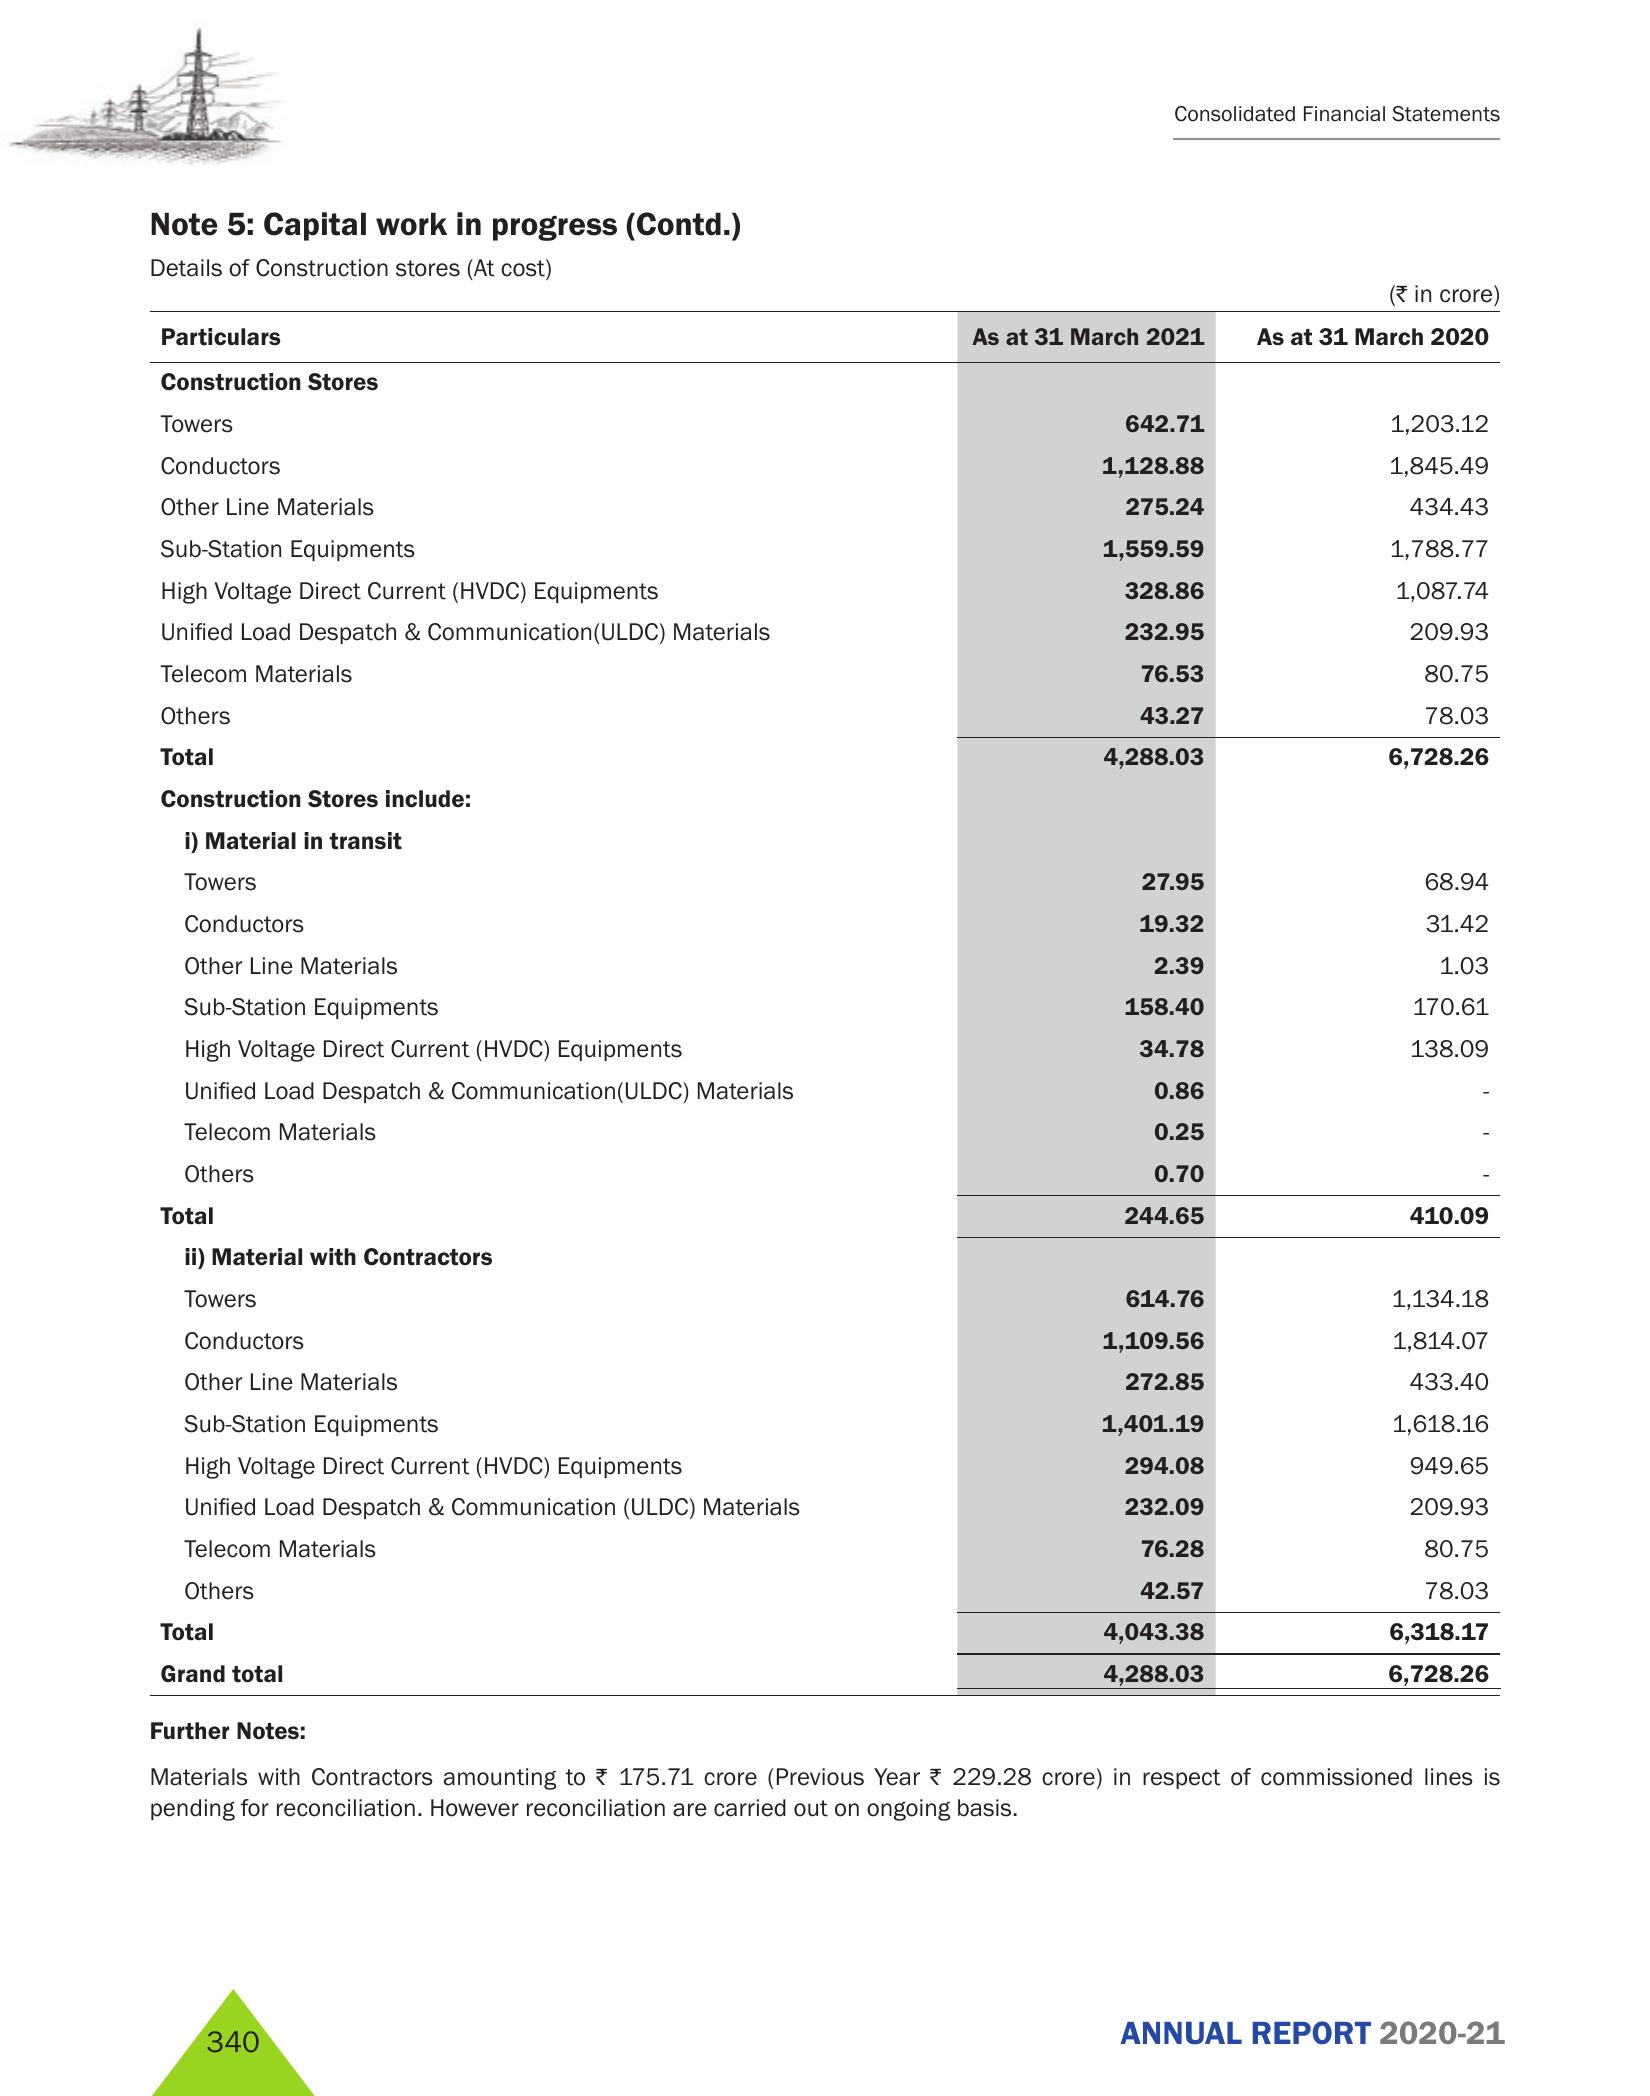 Consolidated Financial Statements
Note 5: Capital work in progress (Contd.)
Details of Construction stores (At cost)
(₹ in crore)
Particulars As at 31 March 2021 As at 31 March 2020
Construction Stores
Towers 642.71 1,203.12
Conductors 1,128.88 1,845.49
Other Line Materials 275.24 434.43
Sub-Station Equipments 1,559.59 1,788.77
High Voltage Direct Current (HVDC) Equipments 328.86 1,087.74
Unified Load Despatch & Communication(ULDC) Materials 232.95 209.93
Telecom Materials 76.53 80.75
Others 43.27 78.03
Total 4,288.03 6,728.26
Construction Stores include:
i) Material in transit
Towers 27.95 68.94
Conductors 19.32 31.42
Other Line Materials 2.39 1.03
Sub-Station Equipments 158.40 170.61
High Voltage Direct Current (HVDC) Equipments 34.78 138.09
Unified Load Despatch & Communication(ULDC) Materials 0.86 -
Telecom Materials 0.25 -
Others 0.70 -
Total 244.65 410.09
ii) Material with Contractors
Towers 614.76 1,134.18
Conductors 1,109.56 1,814.07
Other Line Materials 272.85 433.40
Sub-Station Equipments 1,401.19 1,618.16
High Voltage Direct Current (HVDC) Equipments 294.08 949.65
Unified Load Despatch & Communication (ULDC) Materials 232.09 209.93
Telecom Materials 76.28 80.75
Others 42.57 78.03
Total 4,043.38 6,318.17
Grand total 4,288.03 6,728.26
Further Notes:
Materials with Contractors amounting to ₹ 175.71 crore (Previous Year ₹ 229.28 crore) in respect of commissioned lines is
pending for reconciliation. However reconciliation are carried out on ongoing basis.
340
ANNUAL REPORT 2020-21